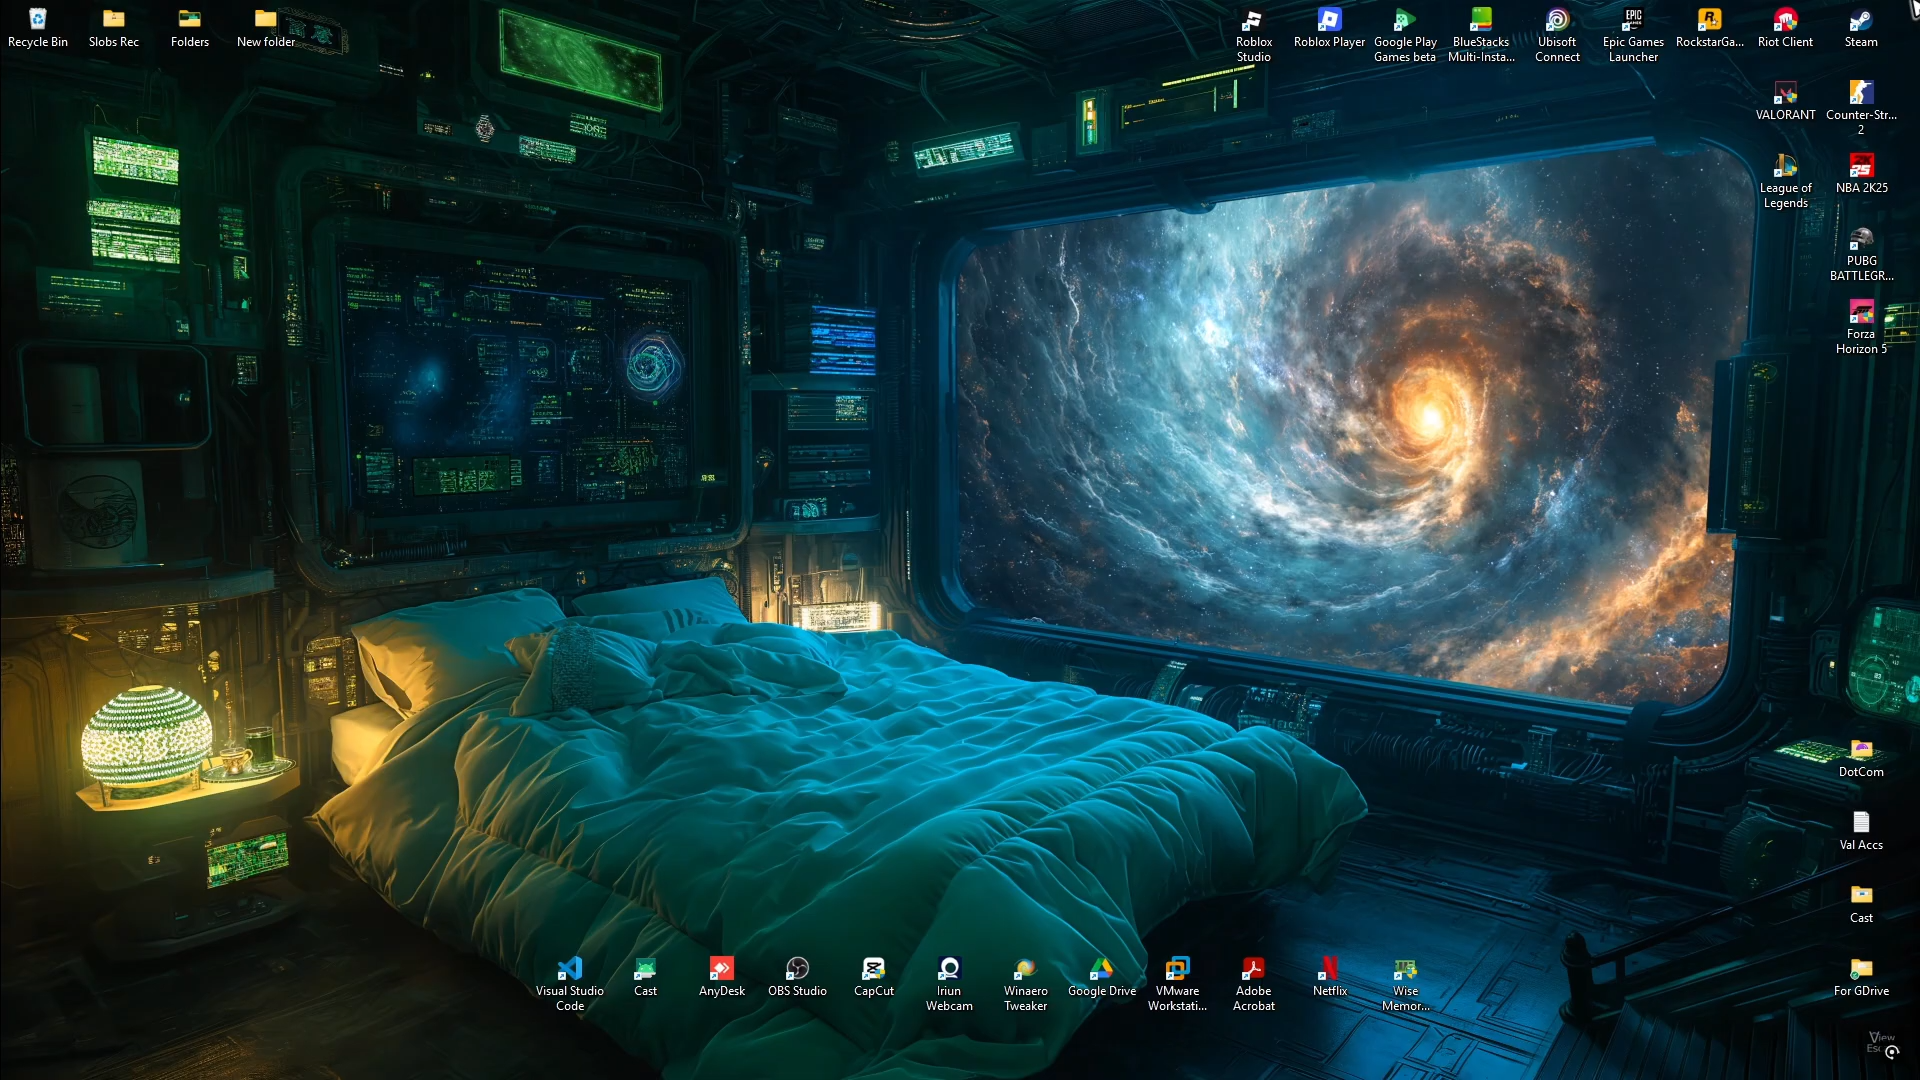 Recycle Bin
Slobs Rec
Folders
New folder
Roblox
Studio
Roblox Player
Google Play
Games beta
BlueStacks
Multi-Insta...
Ubisoft
Connect
EPIC
GAMES
Epic Games
Launcher
RockstarGa...
Riot Client
Steam
VALORANT
Counter-Str...
2
League of
Legends
NBA 2K25
PUBG
BATTLEGR...
Forza
Horizon 5
DotCom
Val Accs
Cast
For GDrive
Visual Studio
Code
Cast
AnyDesk
OBS Studio
CapCut
Iriun
Webcam
Winaero
Tweaker
Google Drive
VMware
Workstati...
Adobe
Acrobat
Netflix
Wise
Memor...
View